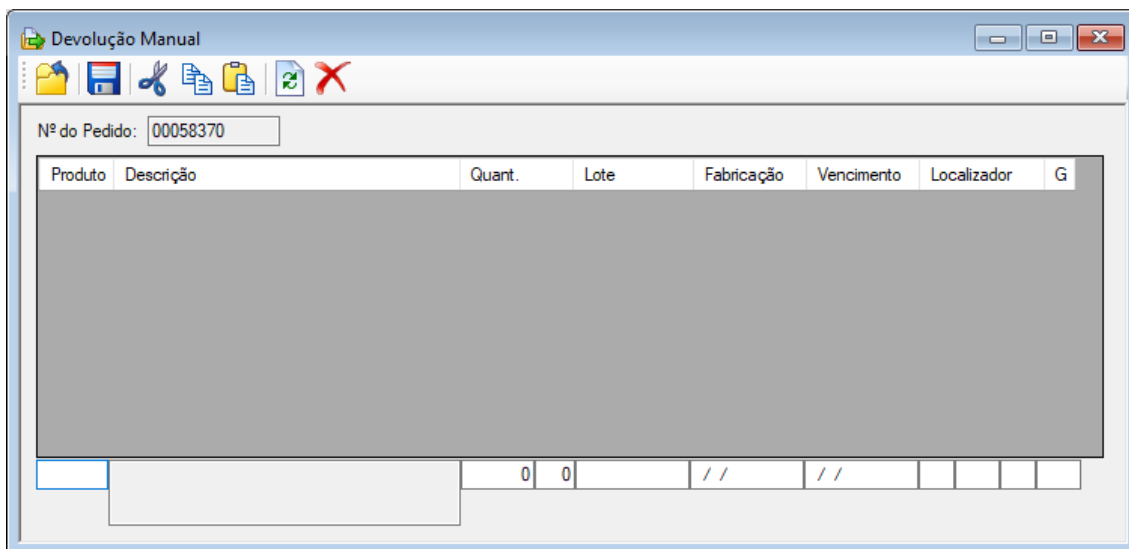 Devolução Manual
Nº do Pedido: 00058370
Produto Descrição Quant. Lote Fabricação Vencimento Localizador G
0 0 / / / /